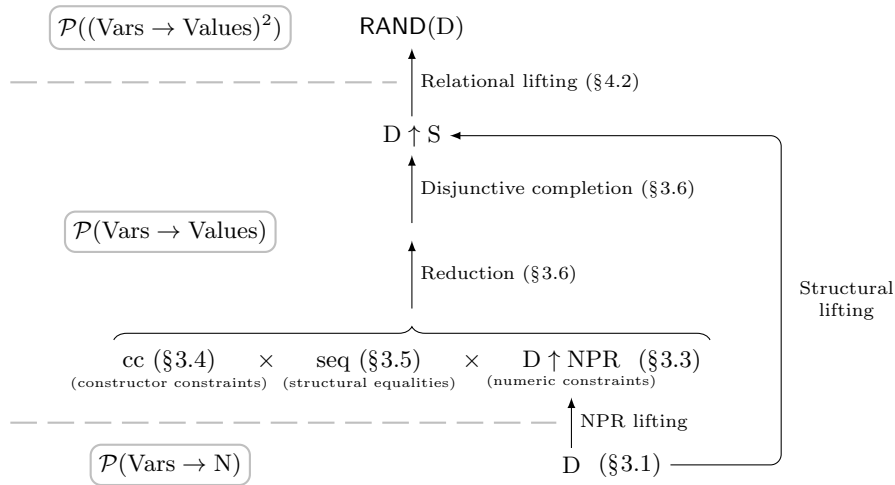 𝒫((Vars → Values)²)
RAND(D)
Relational lifting (§4.2)
D ↑ S
Disjunctive completion (§3.6)
𝒫(Vars → Values)
Reduction (§3.6)
Structural
lifting
cc (§3.4) × seq (§3.5) × D ↑ NPR (§3.3)
(constructor constraints) (structural equalities) (numeric constraints)
NPR lifting
𝒫(Vars → N)
D (§3.1)